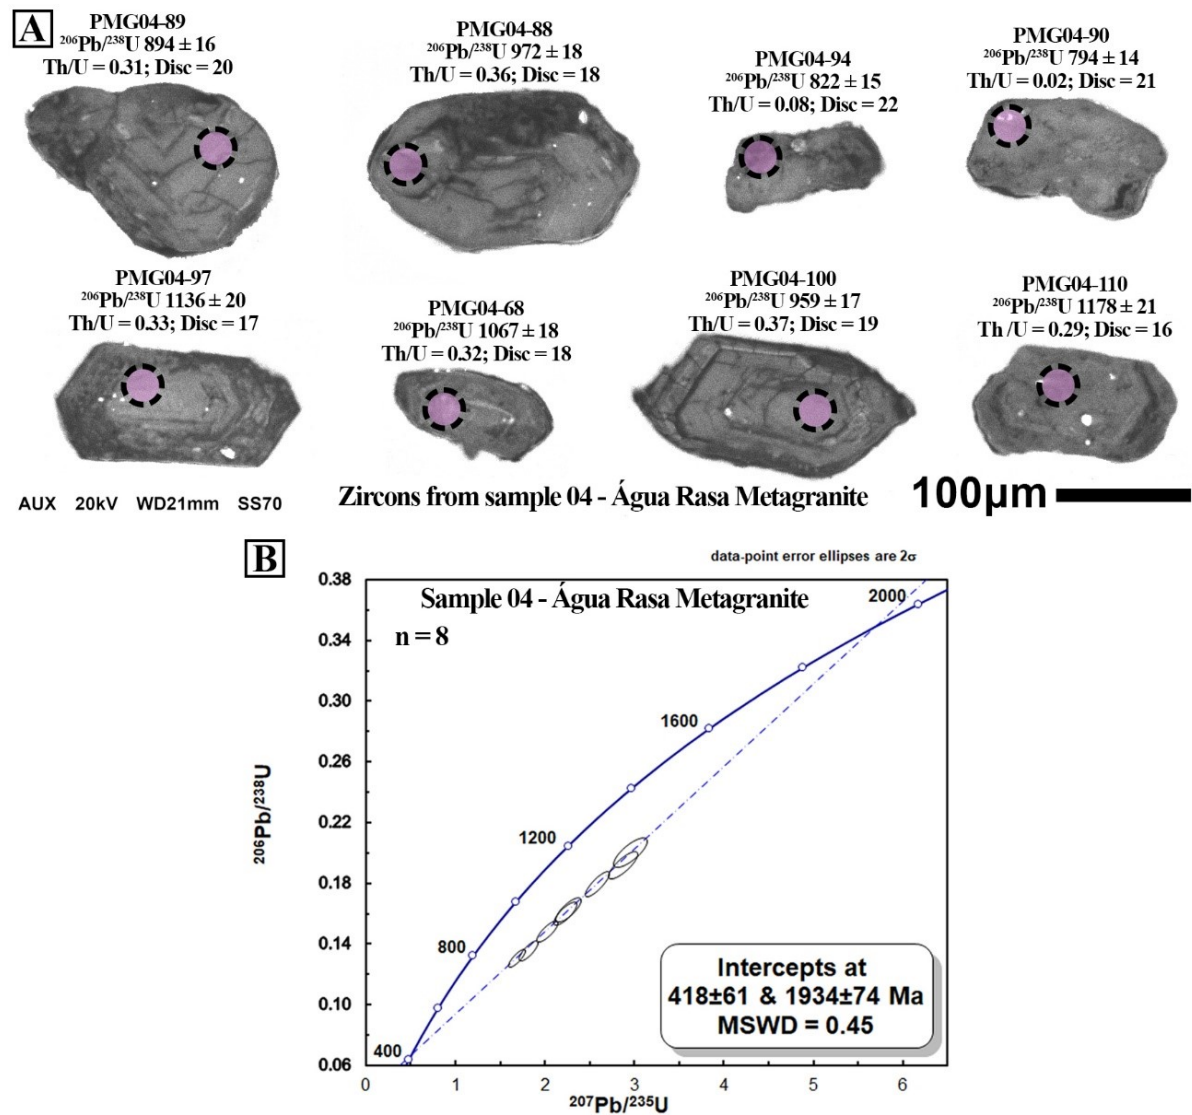 A
PMG04-89
²⁰⁶Pb/²³⁸U 894 ± 16
Th/U = 0.31; Disc = 20
PMG04-88
²⁰⁶Pb/²³⁸U 972 ± 18
Th/U = 0.36; Disc = 18
PMG04-94
²⁰⁶Pb/²³⁸U 822 ± 15
Th/U = 0.08; Disc = 22
PMG04-90
²⁰⁶Pb/²³⁸U 794 ± 14
Th/U = 0.02; Disc = 21
PMG04-97
²⁰⁶Pb/²³⁸U 1136 ± 20
Th/U = 0.33; Disc = 17
PMG04-68
²⁰⁶Pb/²³⁸U 1067 ± 18
Th/U = 0.32; Disc = 18
PMG04-100
²⁰⁶Pb/²³⁸U 959 ± 17
Th/U = 0.37; Disc = 19
PMG04-110
²⁰⁶Pb/²³⁸U 1178 ± 21
Th /U = 0.29; Disc = 16
AUX 20kV WD21mm SS70
Zircons from sample 04 - Água Rasa Metagranite
100µm
B
data-point error ellipses are 2σ
Sample 04 - Água Rasa Metagranite
n = 8
0.38
0.34
0.30
0.26
0.22
0.18
0.14
0.10
0.06
²⁰⁶Pb/²³⁸U
2000
1600
1200
800
400
Intercepts at
418±61 & 1934±74 Ma
MSWD = 0.45
0 1 2 3 4 5 6
²⁰⁷Pb/²³⁵U